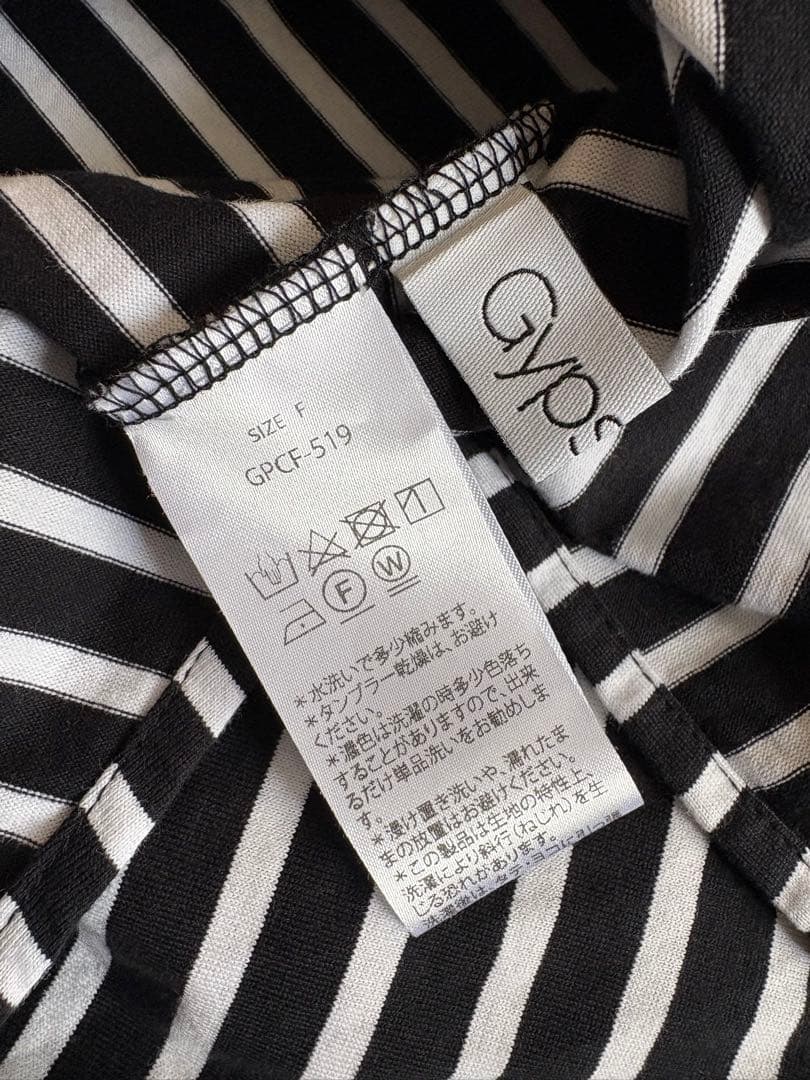 Gyps
SIZE F
GPCF-519
F W
*水洗いで多少縮みます。
*タンブラー乾燥は、お避け
ください。
*濃色は洗濯の時多少色落ち
することがありますので、出来
るだけ単品洗いをお勧めしま
す。
*浸け置き洗いや、濡れたま
まの放置はお避けください。
*この製品は生地の特性上、
洗濯により斜行(ねじれ)を生
じる恐れがあります。